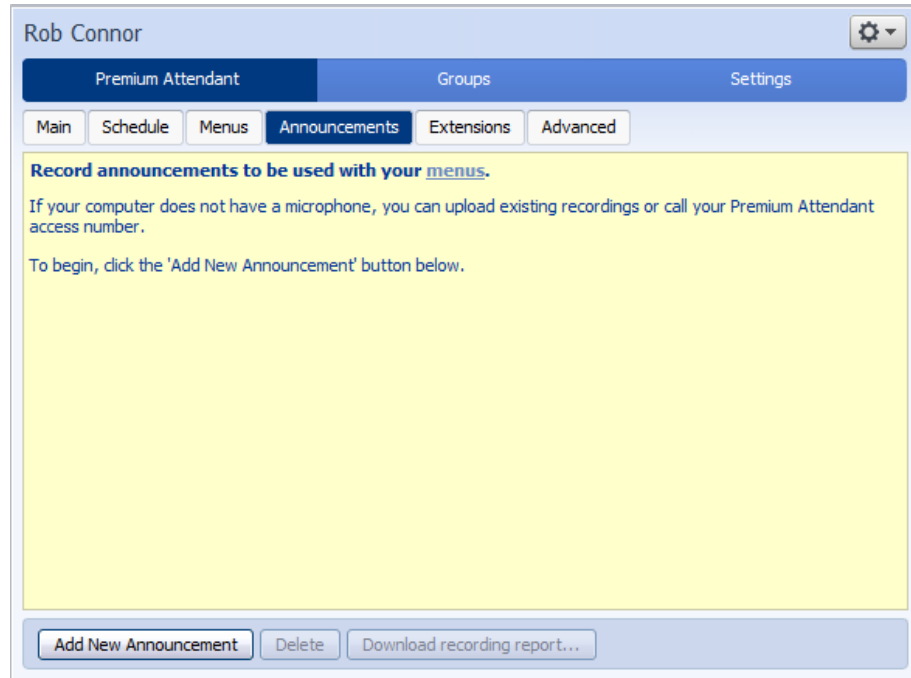 Rob Connor
Premium Attendant Groups Settings
Main Schedule Menus Announcements Extensions Advanced
Record announcements to be used with your menus.
If your computer does not have a microphone, you can upload existing recordings or call your Premium Attendant
access number.
To begin, click the 'Add New Announcement' button below.
Add New Announcement Delete Download recording report...